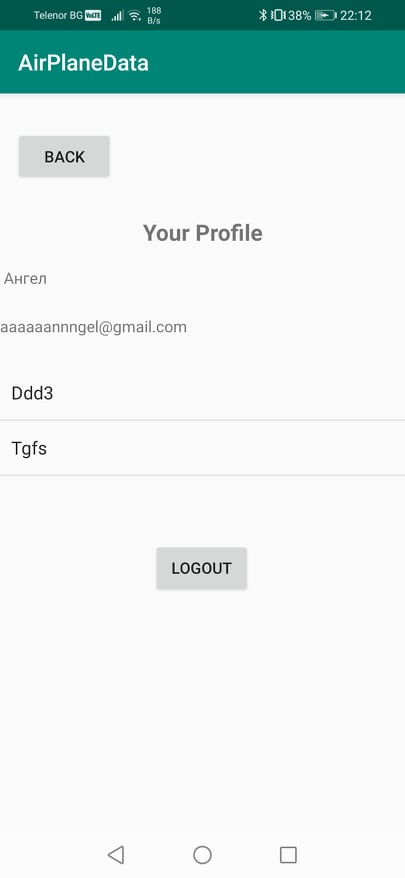 Telenor BG VoLTE 188 B/s 38% 22:12
AirPlaneData
BACK
Your Profile
Ангел
aaaaaannngel@gmail.com
Ddd3
Tgfs
LOGOUT